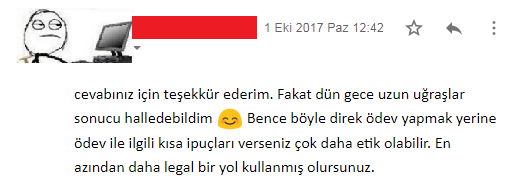 1 Eki 2017 Paz 12:42
cevabınız için teşekkür ederim. Fakat dün gece uzun uğraşlar
sonucu halledebildim 😊 Bence böyle direk ödev yapmak yerine
ödev ile ilgili kısa ipuçları verseniz çok daha etik olabilir. En
azından daha legal bir yol kullanmış olursunuz.